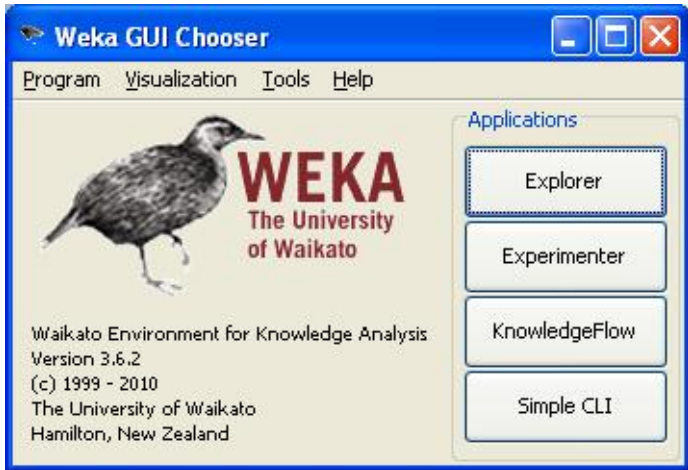 Weka GUI Chooser
Program Visualization Tools Help
WEKA
The University
of Waikato
Waikato Environment for Knowledge Analysis
Version 3.6.2
(c) 1999 - 2010
The University of Waikato
Hamilton, New Zealand
Applications
Explorer
Experimenter
KnowledgeFlow
Simple CLI